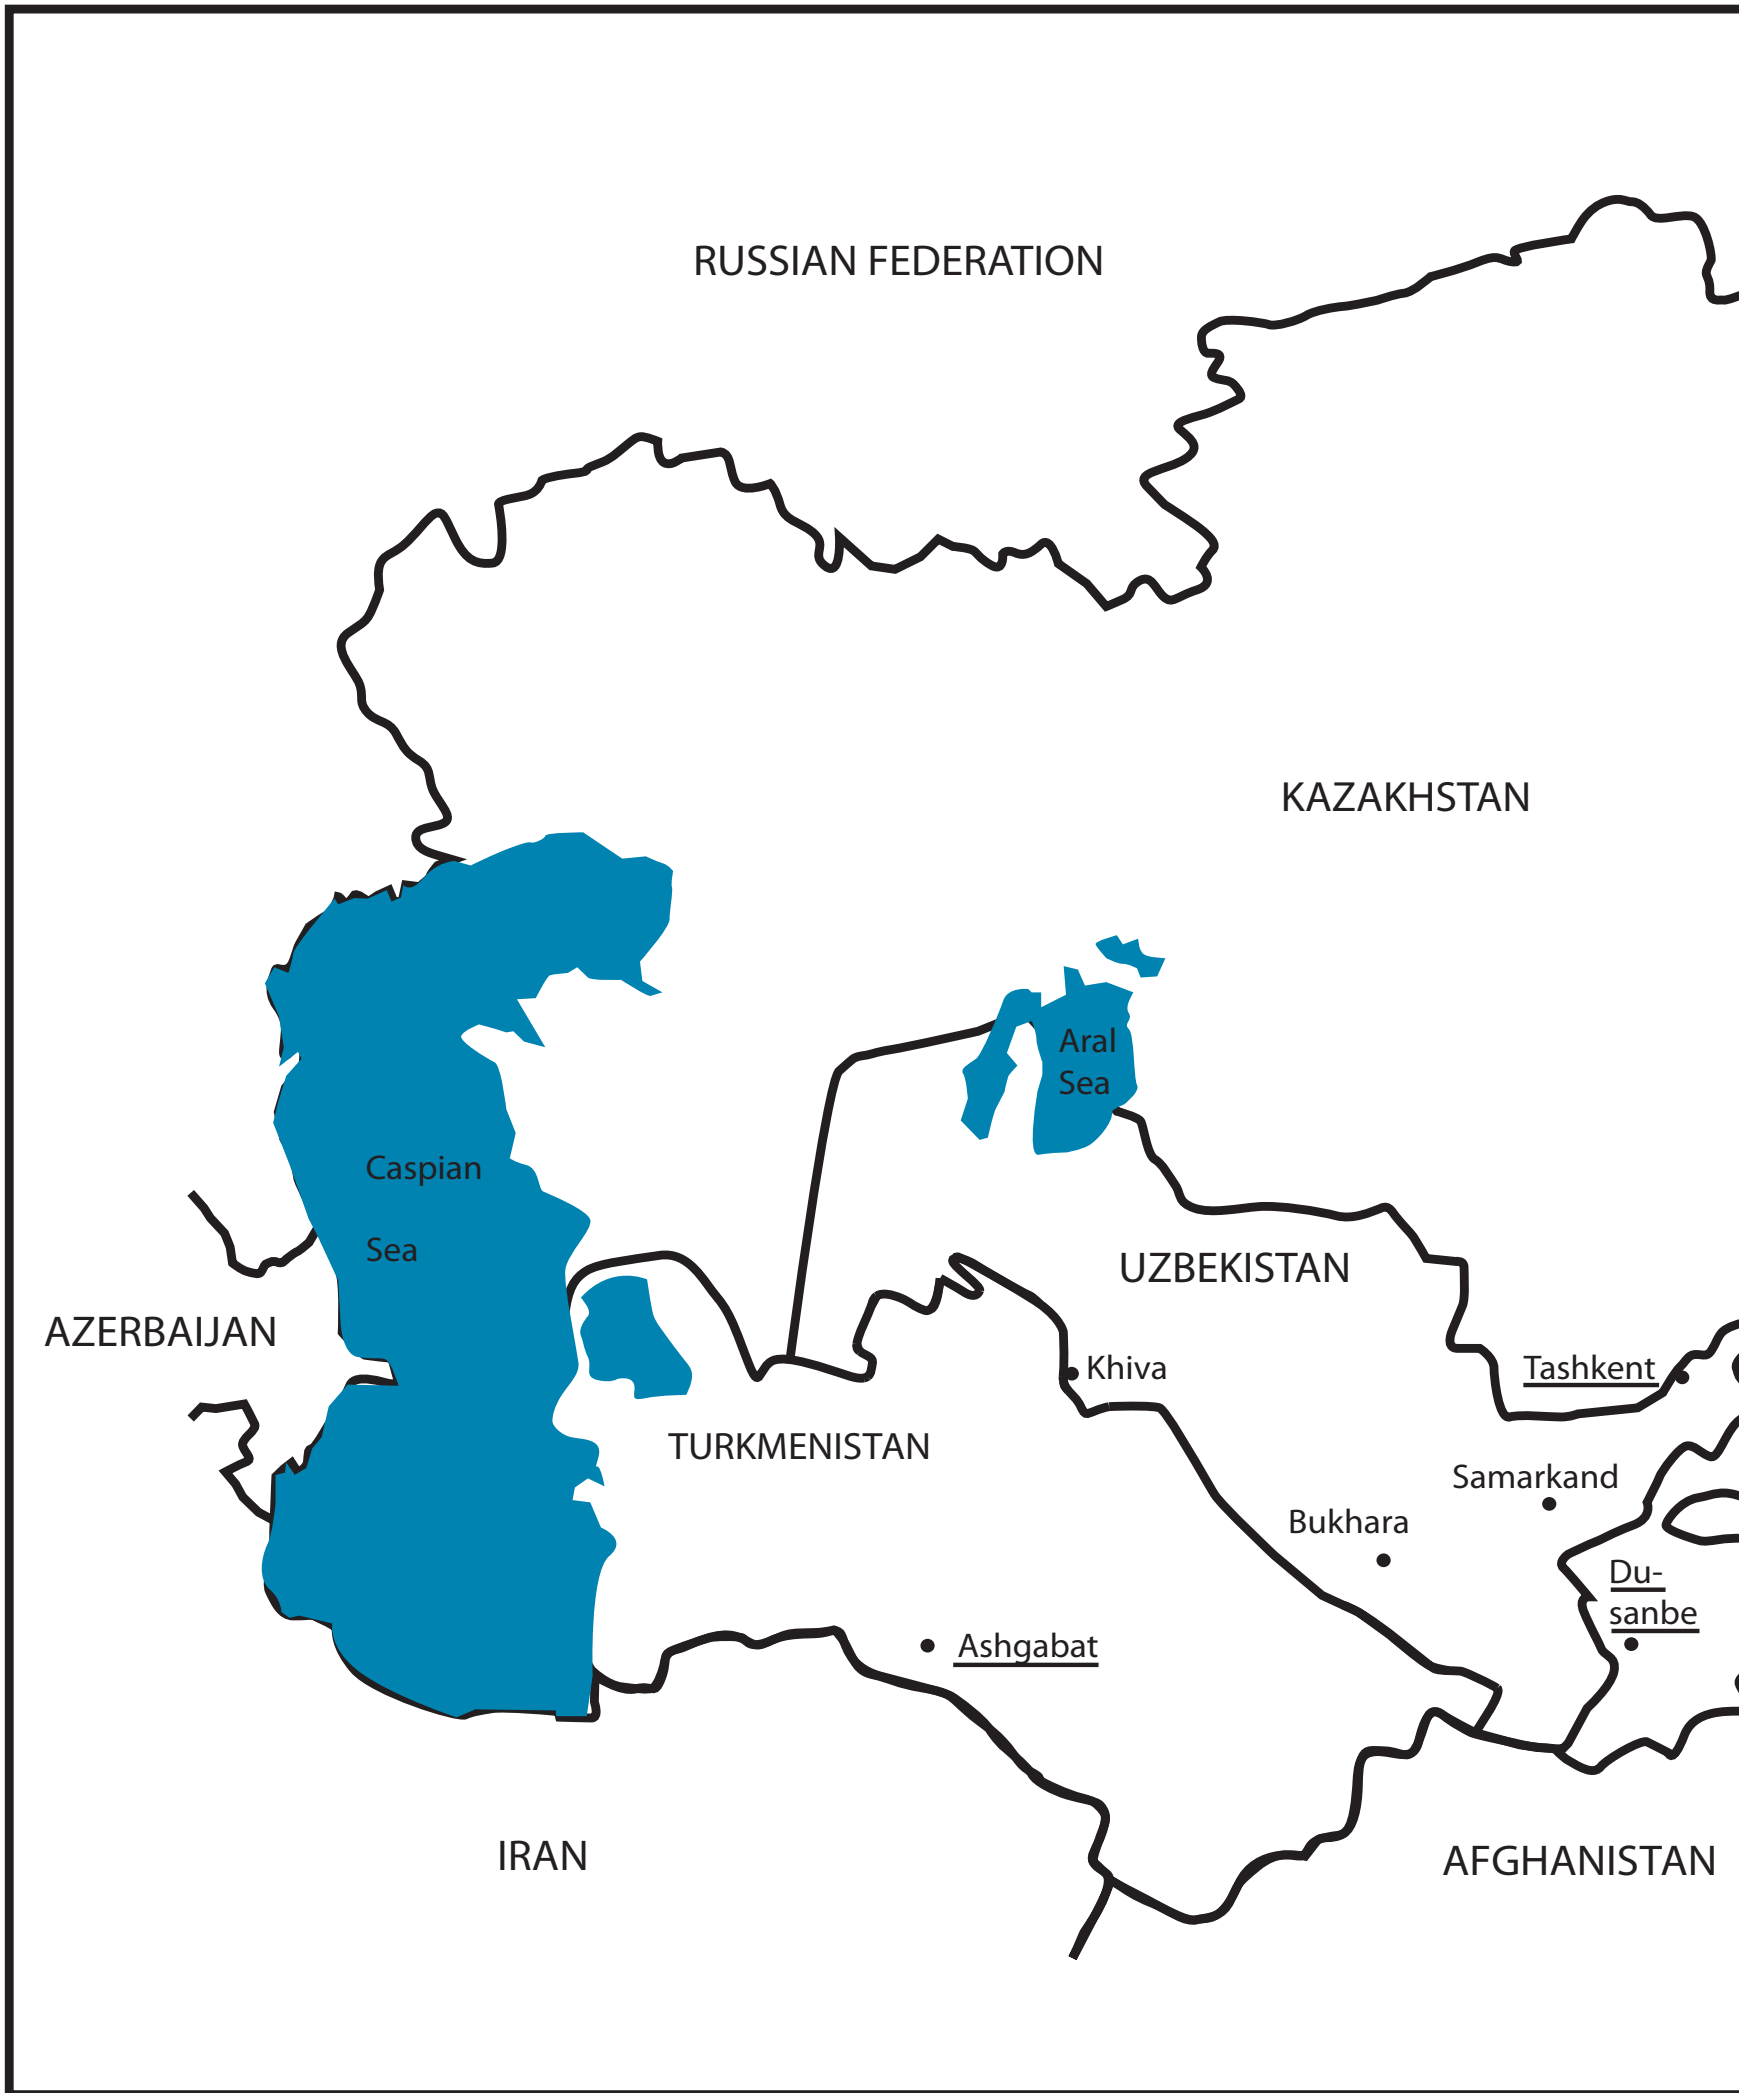 RUSSIAN FEDERATION
KAZAKHSTAN
Aral
Sea
Caspian
Sea
UZBEKISTAN
AZERBAIJAN
Khiva
Tashkent
TURKMENISTAN
Samarkand
Bukhara
Du-
sanbe
Ashgabat
IRAN
AFGHANISTAN